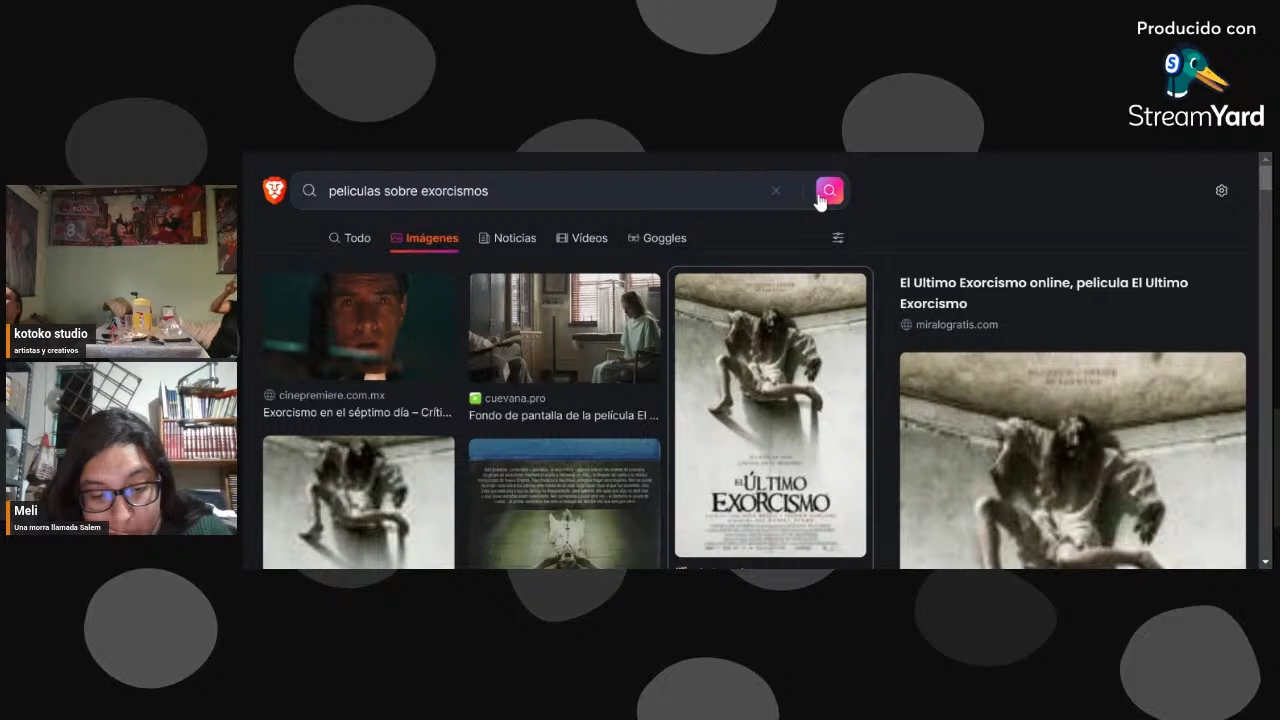 Producido con
StreamYard
peliculas sobre exorcismos
Todo
Imágenes
Noticias
Vídeos
Goggles
kotoko studio
artistas y creativos
Meli
Una morra llamada Salem
cinepremiere.com.mx
Exorcismo en el séptimo día – Críti...
cuevana.pro
Fondo de pantalla de la película El ...
EL ÚLTIMO
EXORCISMO
El Ultimo Exorcismo online, pelicula El Ultimo
Exorcismo
miralogratis.com